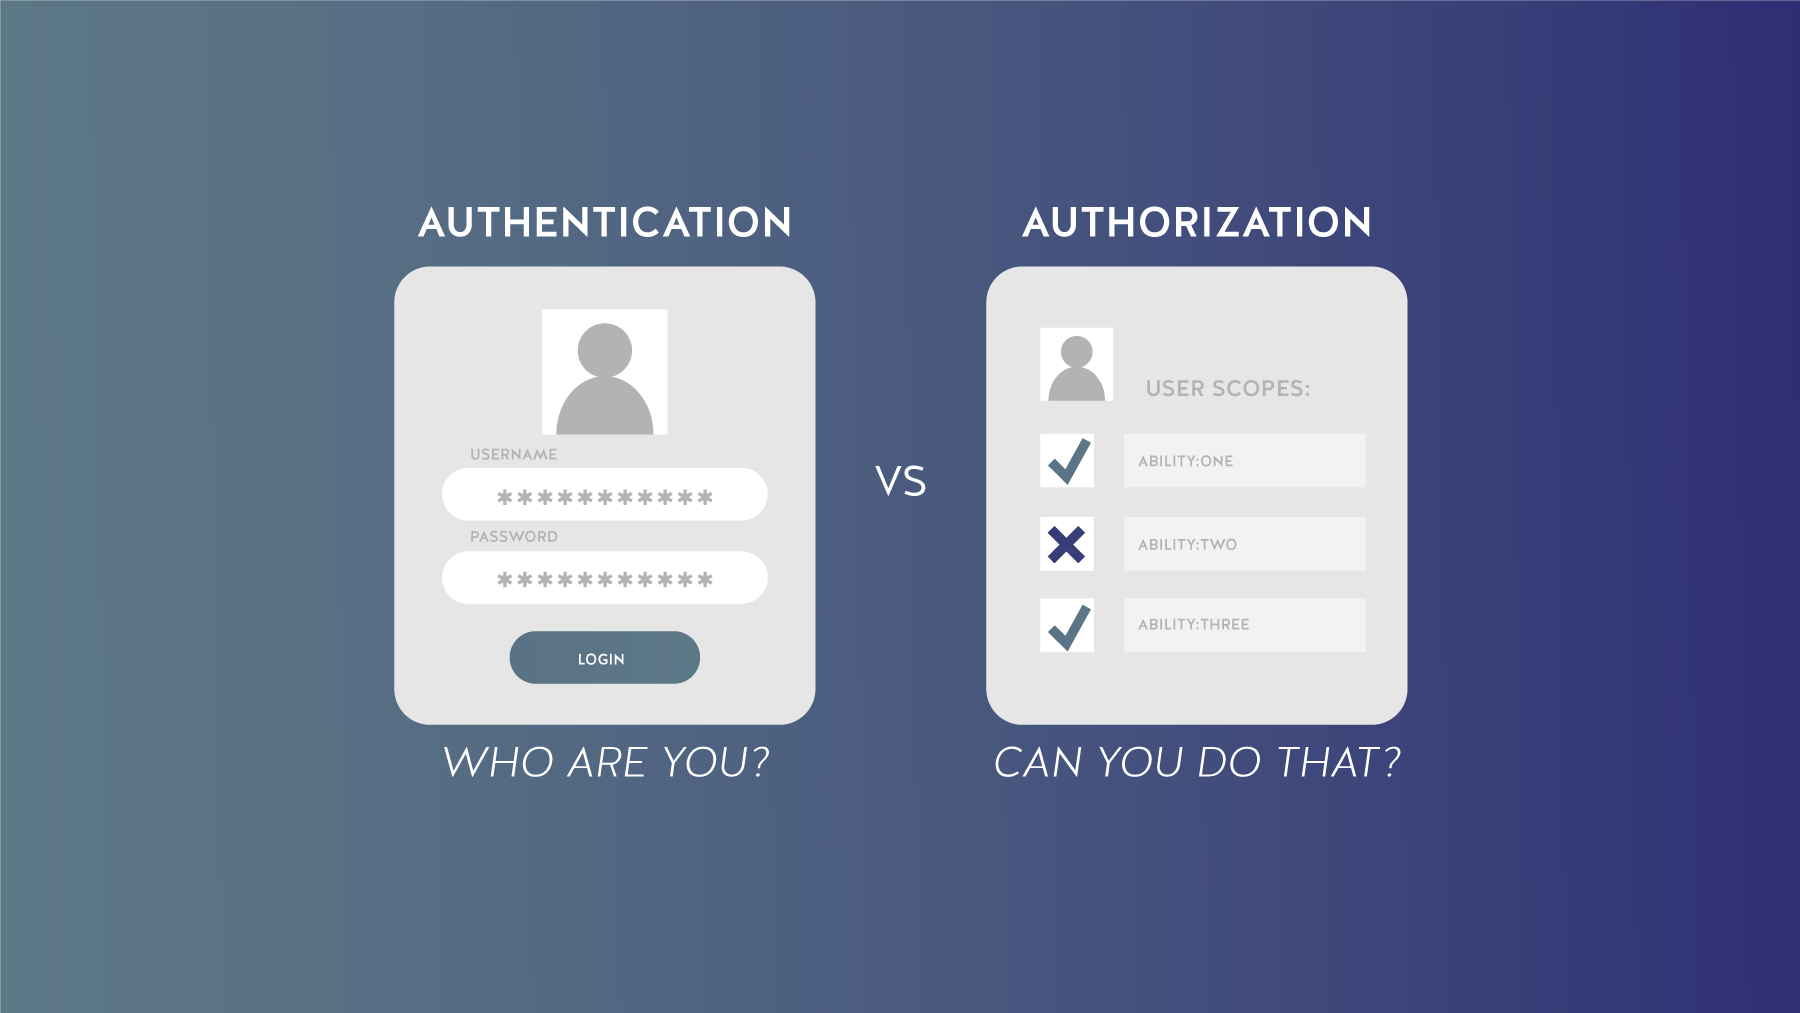 AUTHENTICATION
USERNAME
***********
PASSWORD
***********
LOGIN
WHO ARE YOU?
VS
AUTHORIZATION
USER SCOPES:
ABILITY:ONE
ABILITY:TWO
ABILITY:THREE
CAN YOU DO THAT?